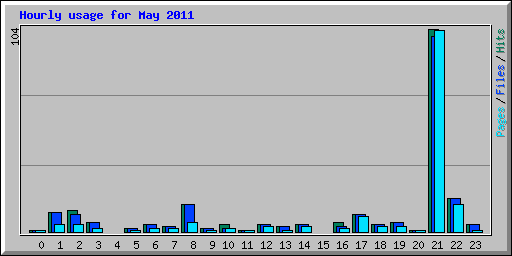 Hourly usage for May 2011
104
Pages/Files/Hits
0 1 2 3 4 5 6 7 8 9 10 11 12 13 14 15 16 17 18 19 20 21 22 23